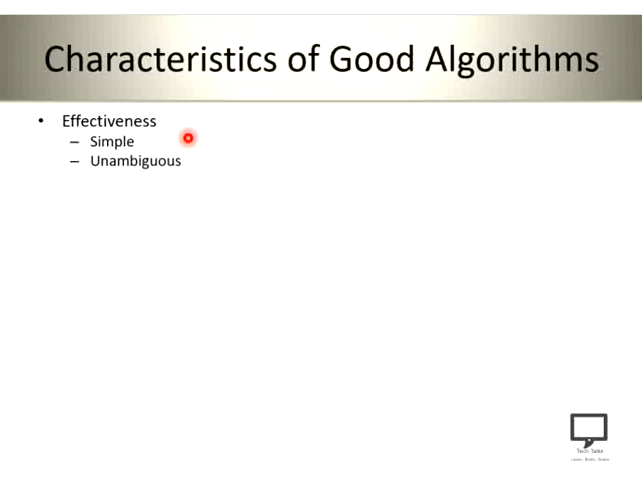 Characteristics of Good Algorithms
• Effectiveness
– Simple
– Unambiguous
Tech Talks